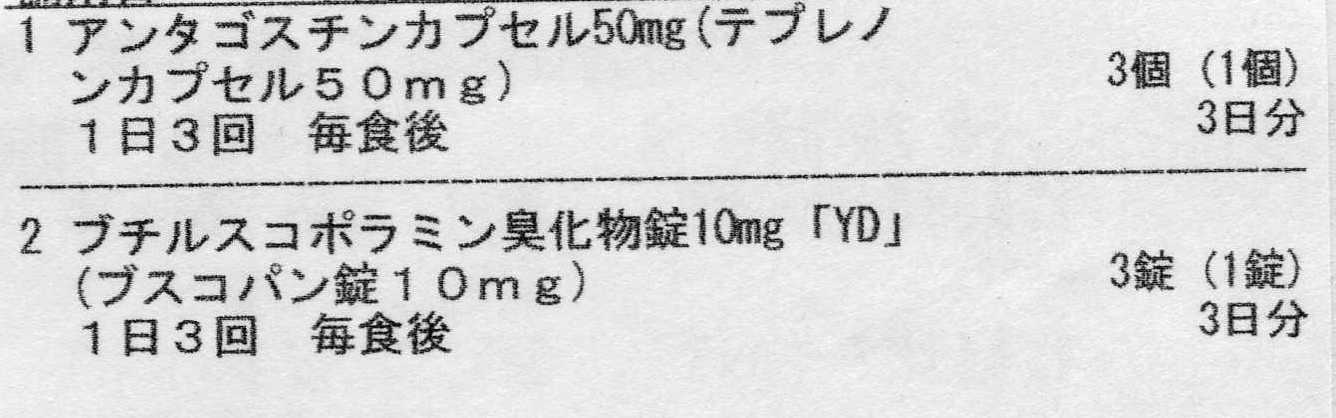 1 アンタゴスチンカプセル50mg(テプレノ
ンカプセル５０ｍｇ)
3個 (1個)
１日３回　毎食後
3日分
2 ブチルスコポラミン臭化物錠10mg「YD」
(ブスコパン錠１０ｍｇ)
3錠 (1錠)
１日３回　毎食後
3日分